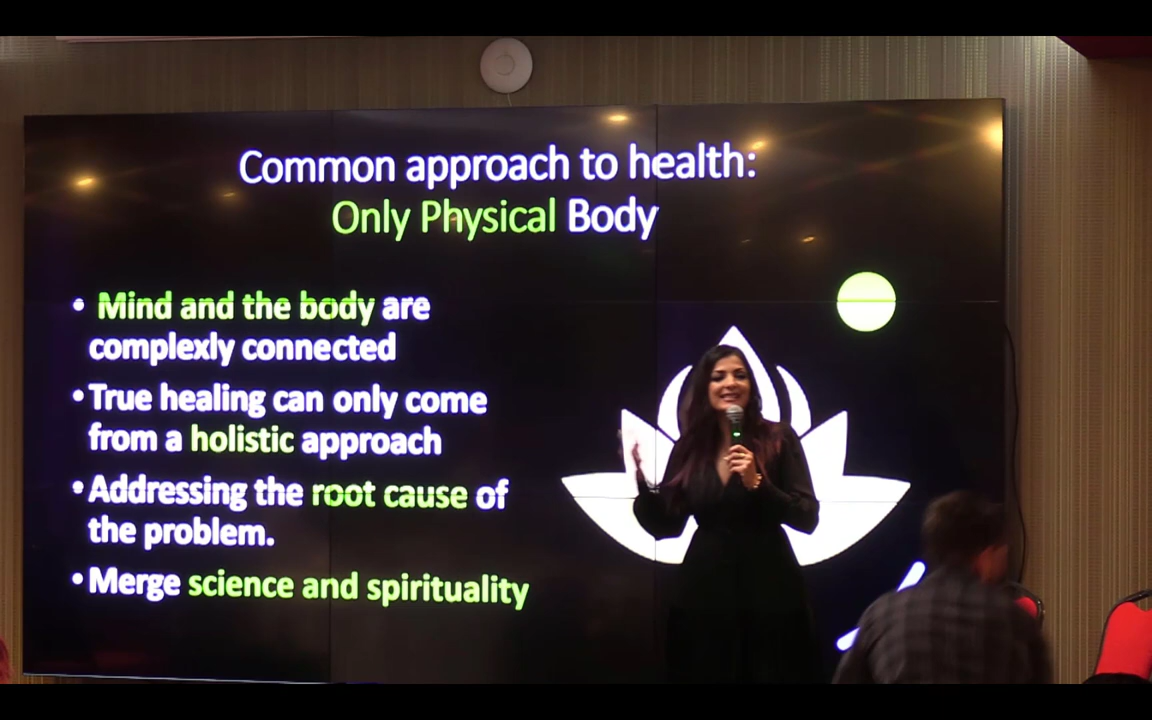 Common approach to health:
Only Physical Body
• Mind and the body are
complexly connected
• True healing can only come
from a holistic approach
• Addressing the root cause of
the problem.
• Merge science and spirituality